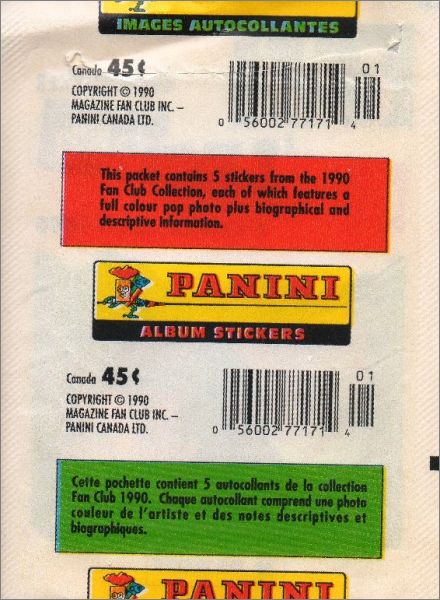 IMAGES AUTOCOLLANTES
Canada 45¢
COPYRIGHT © 1990
MAGAZINE FAN CLUB INC. –
PANINI CANADA LTD.
01
0 56002 77171 4
This packet contains 5 stickers from the 1990
Fan Club Collection, each of which features a
full colour pop photo plus biographical and
descriptive information.
PANINI
ALBUM STICKERS
Canada 45¢
COPYRIGHT © 1990
MAGAZINE FAN CLUB INC. –
PANINI CANADA LTD.
01
0 56002 77171 4
Cette pochette contient 5 autocollants de la collection
Fan Club 1990. Chaque autocollant comprend une photo
couleur de l'artiste et des notes descriptives et
biographiques.
PANINI